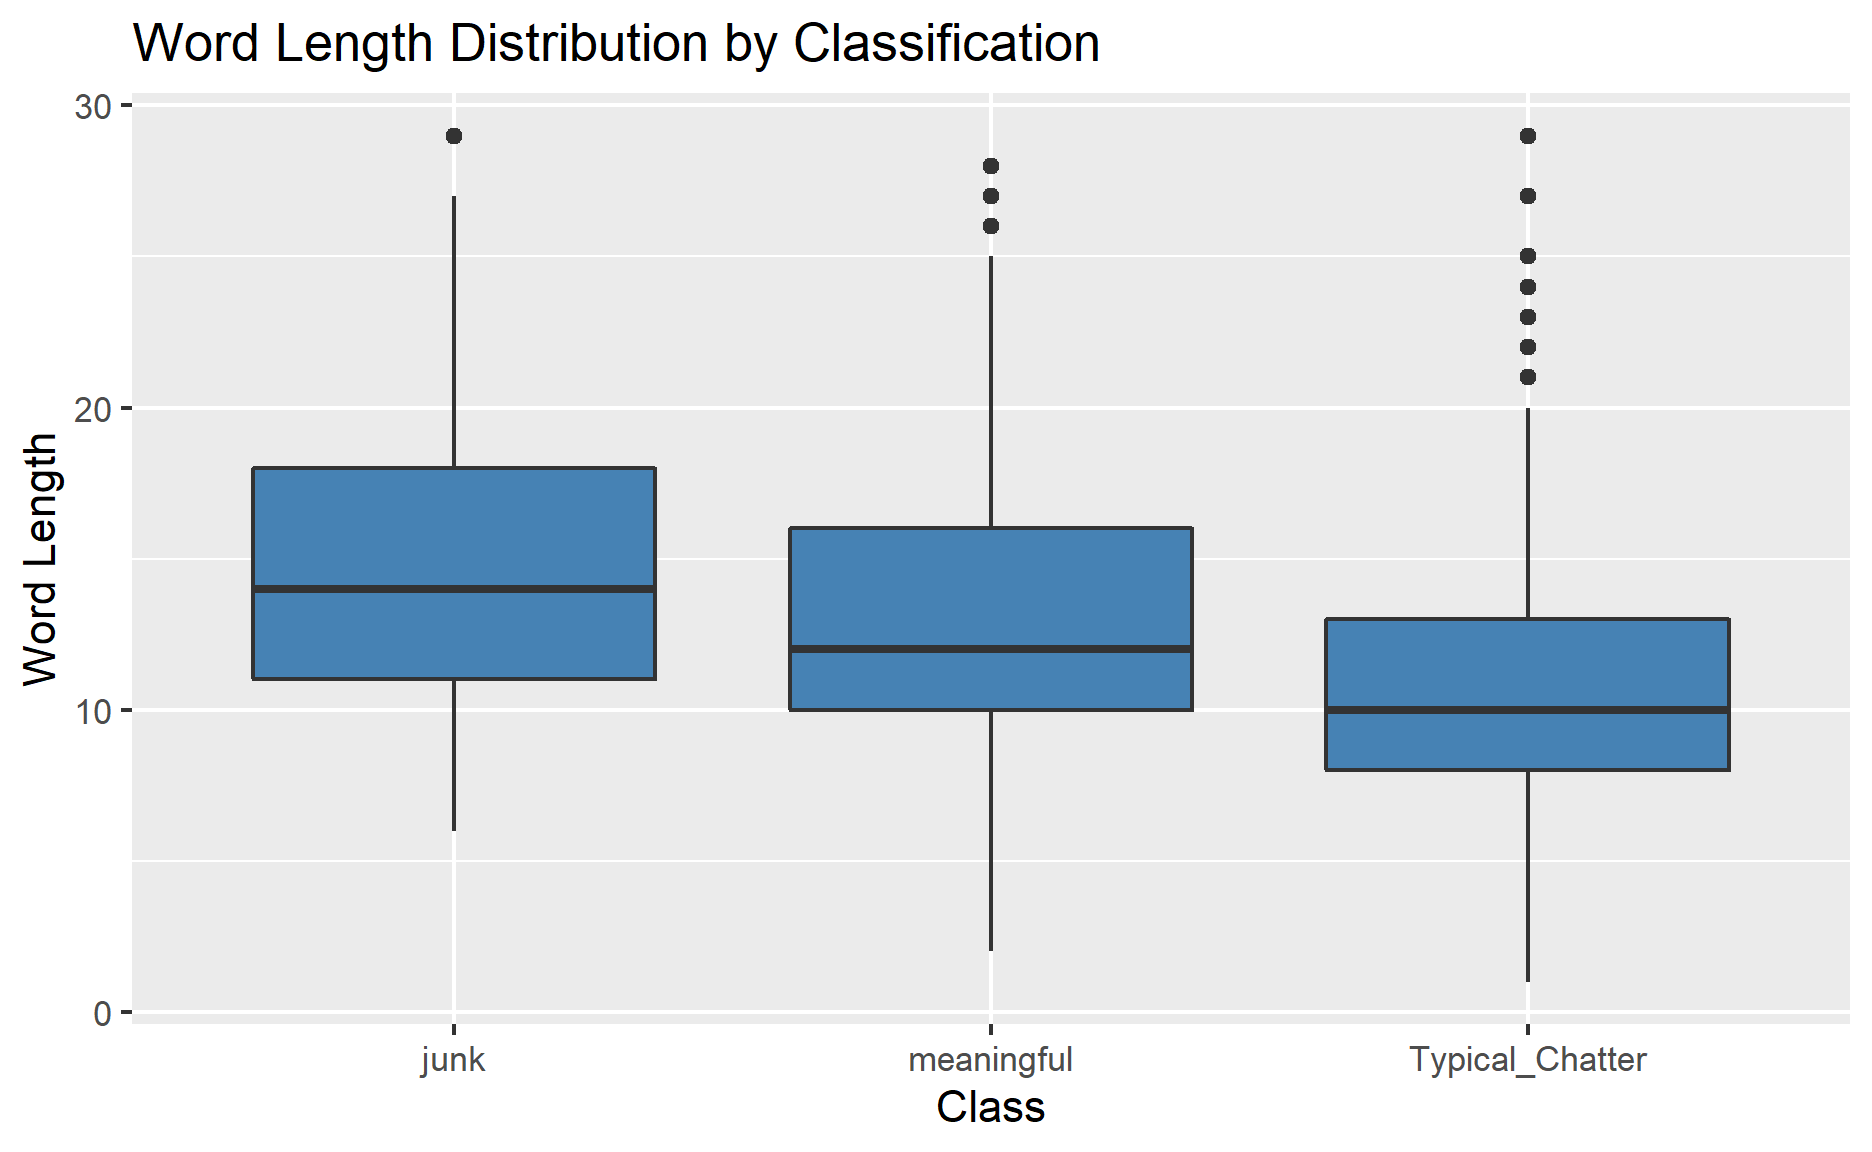 Word Length Distribution by Classification
30
20
10
0
Word Length
junk
meaningful
Typical_Chatter
Class